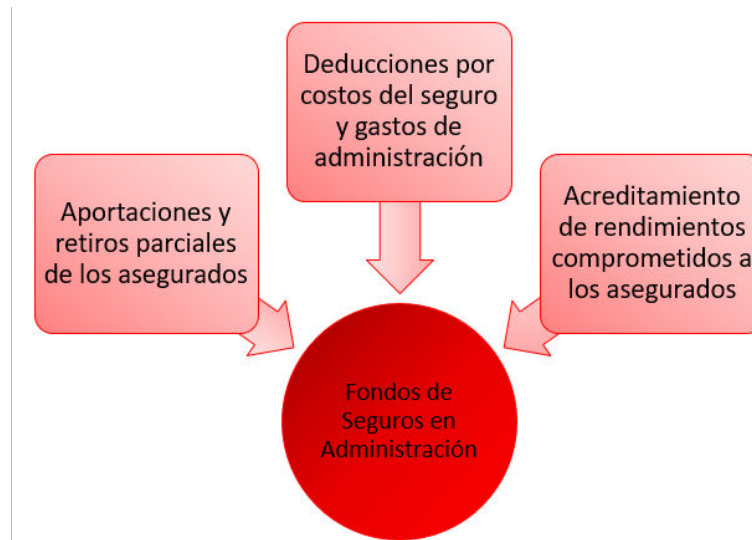 Deducciones por
costos del seguro
y gastos de
administración
Aportaciones y
retiros parciales
de los asegurados
Acreditamiento
de rendimientos
comprometidos a
los asegurados
Fondos de
Seguros en
Administración